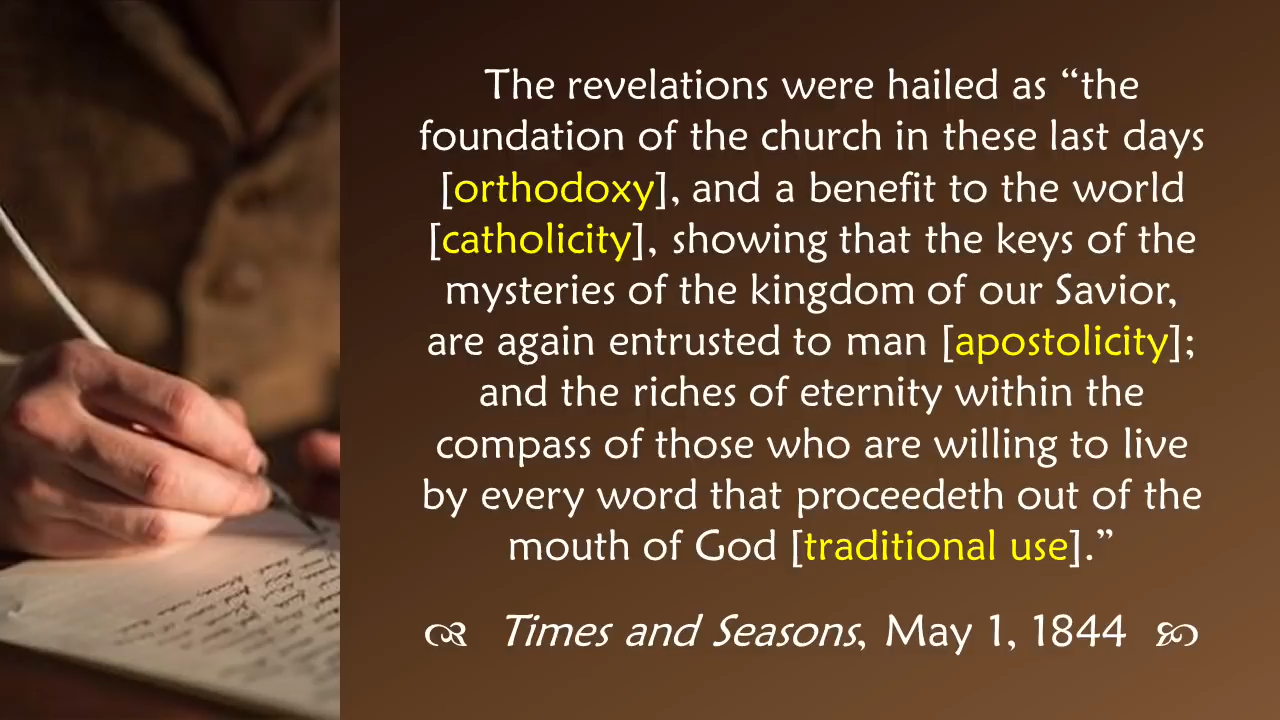 The revelations were hailed as “the
foundation of the church in these last days
[orthodoxy], and a benefit to the world
[catholicity], showing that the keys of the
mysteries of the kingdom of our Savior,
are again entrusted to man [apostolicity];
and the riches of eternity within the
compass of those who are willing to live
by every word that proceedeth out of the
mouth of God [traditional use].”
Times and Seasons, May 1, 1844